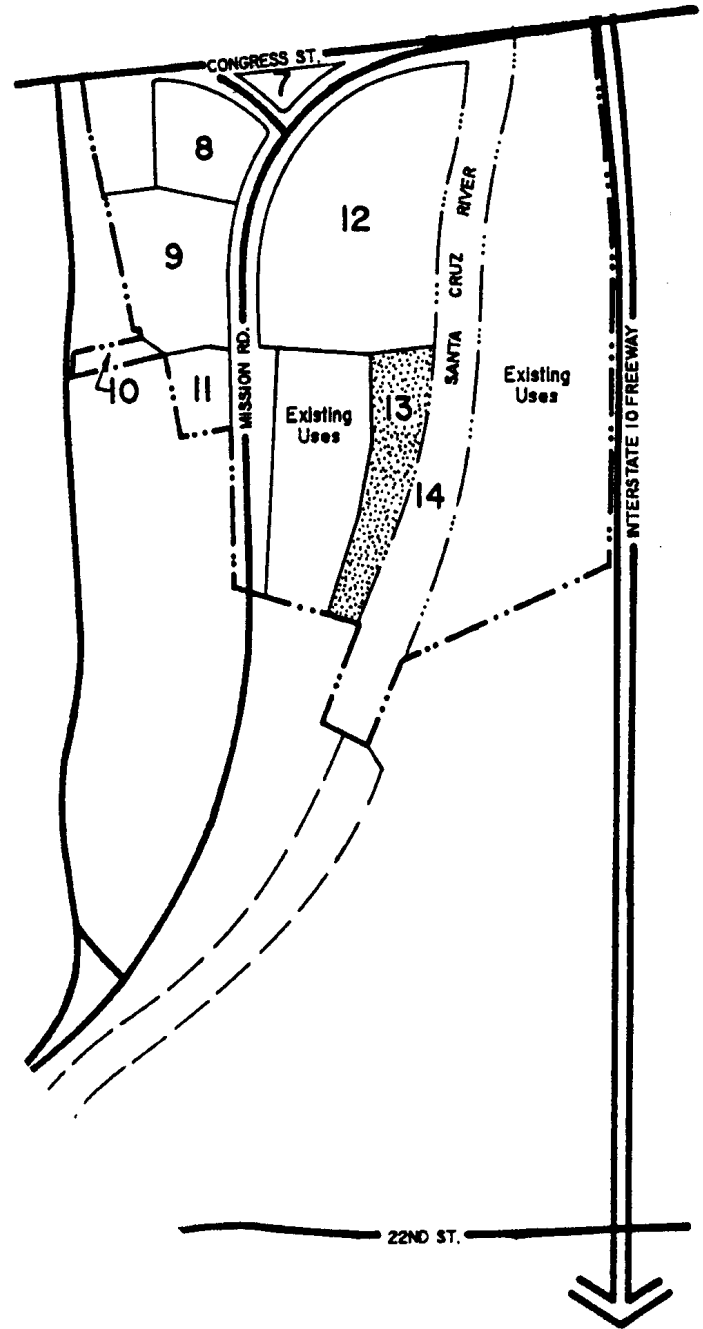 CONGRESS ST.
7
8
12
RIVER
9
CRUZ
SANTA
MISSION RD.
INTERSTATE 10 FREEWAY
10
11
Existing
Uses
13
Existing
Uses
14
22ND ST.